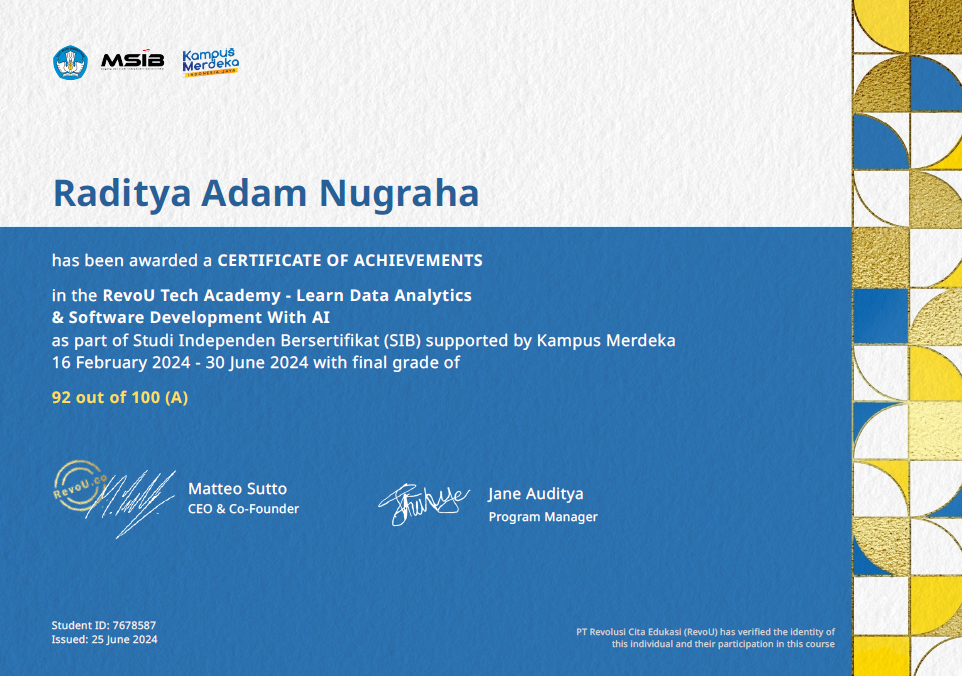 MSIB
Kampus
Merdeka
INDONESIA JAYA
Raditya Adam Nugraha
has been awarded a CERTIFICATE OF ACHIEVEMENTS
in the RevoU Tech Academy - Learn Data Analytics
& Software Development With AI
as part of Studi Independen Bersertifikat (SIB) supported by Kampus Merdeka
16 February 2024 - 30 June 2024 with final grade of
92 out of 100 (A)
RevoU.co
Matteo Sutto
CEO & Co-Founder
Jane Auditya
Program Manager
Student ID: 7678587
Issued: 25 June 2024
PT Revolusi Cita Edukasi (RevoU) has verified the identity of
this individual and their participation in this course